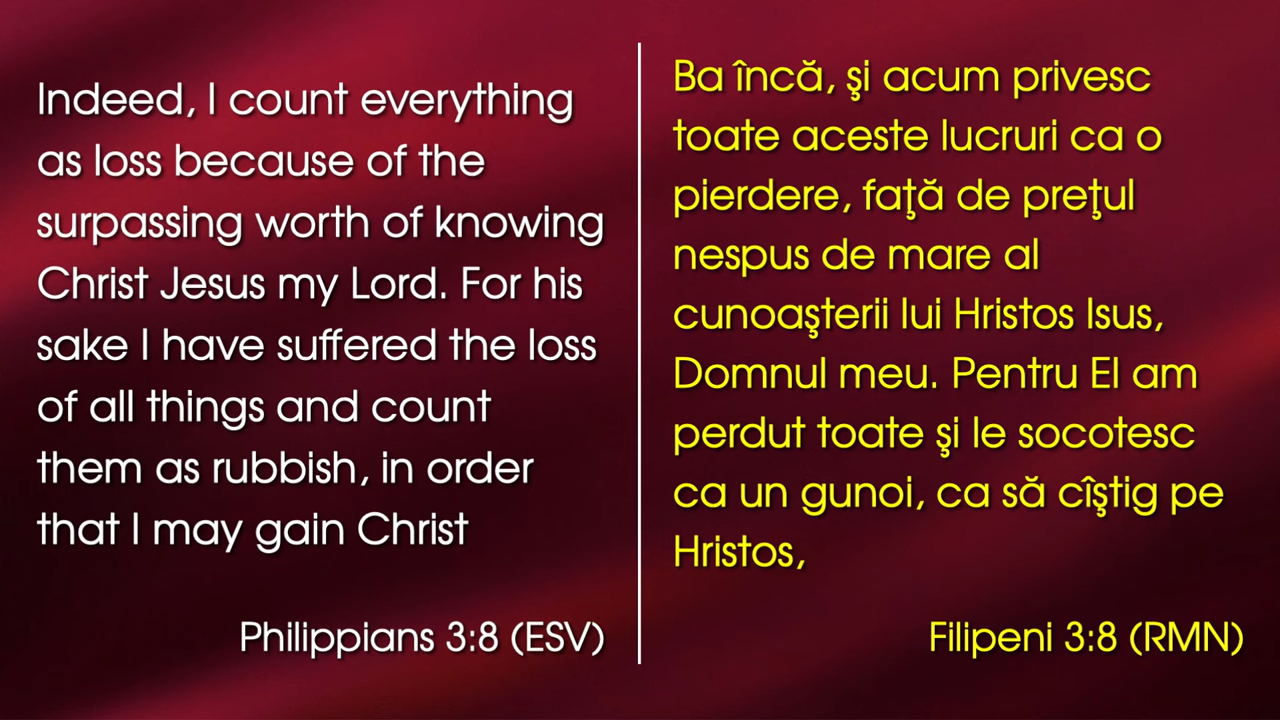 Indeed, I count everything
as loss because of the
surpassing worth of knowing
Christ Jesus my Lord. For his
sake I have suffered the loss
of all things and count
them as rubbish, in order
that I may gain Christ
Philippians 3:8 (ESV)
Ba încă, şi acum privesc
toate aceste lucruri ca o
pierdere, faţă de preţul
nespus de mare al
cunoaşterii lui Hristos Isus,
Domnul meu. Pentru El am
perdut toate şi le socotesc
ca un gunoi, ca să cîştig pe
Hristos,
Filipeni 3:8 (RMN)